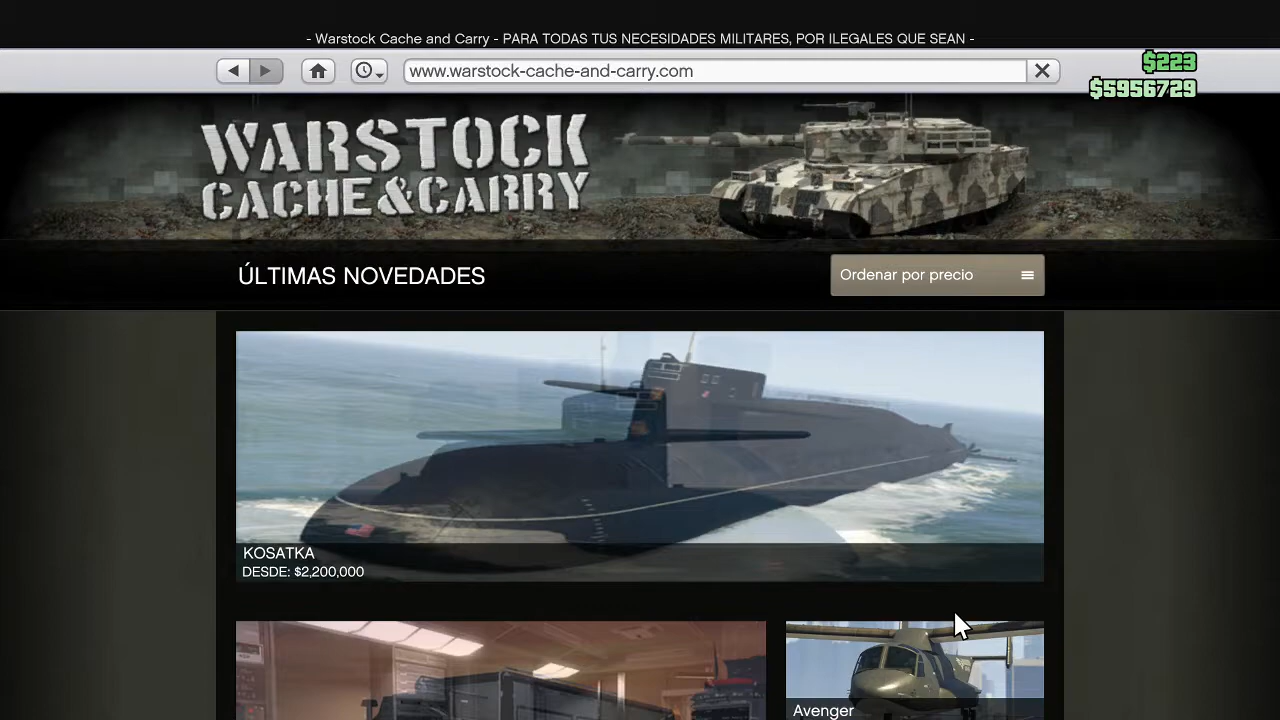 - Warstock Cache and Carry - PARA TODAS TUS NECESIDADES MILITARES, POR ILEGALES QUE SEAN -
www.warstock-cache-and-carry.com
$223
$5956729
WARSTOCK
CACHE&CARRY
ÚLTIMAS NOVEDADES
Ordenar por precio
KOSATKA
DESDE: $2,200,000
Avenger